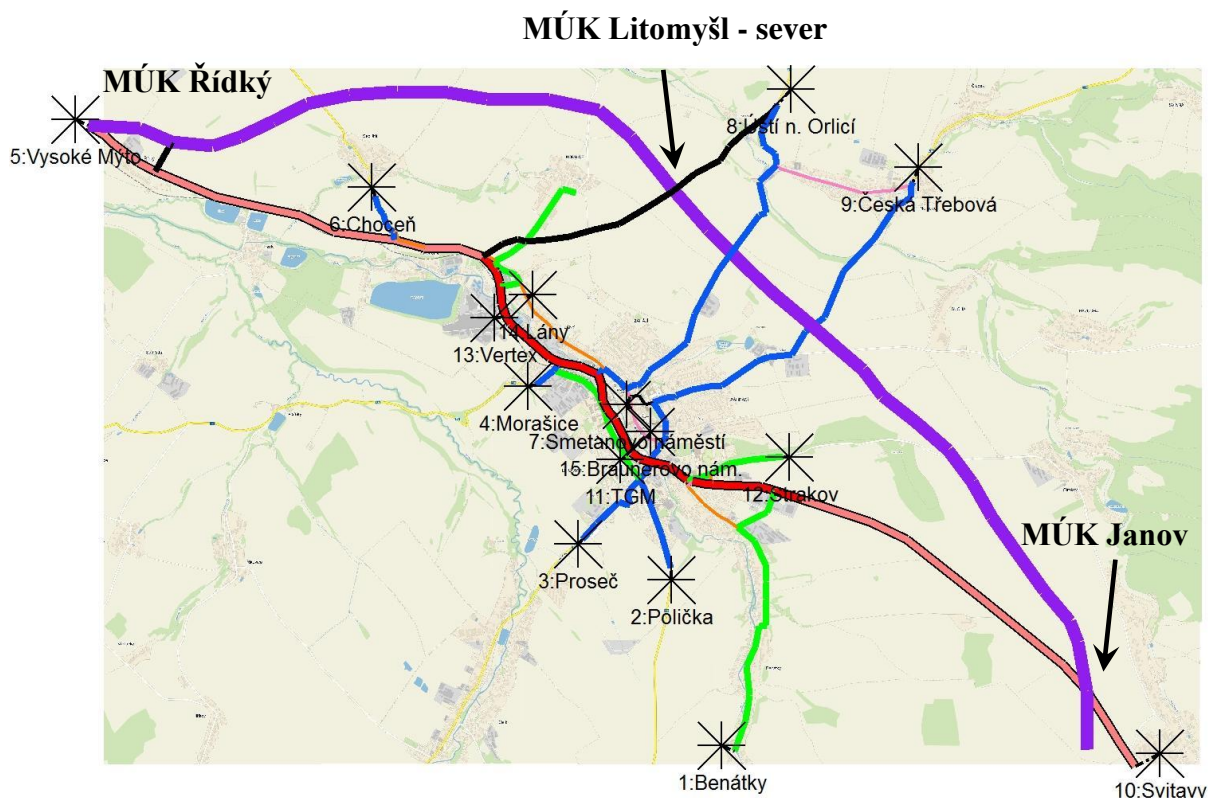 MÚK Litomyšl - sever
MÚK Řídký
8:Ústí n. Orlicí
5:Vysoké Mýto
9:Česká Třebová
6:Choceň
14:Lány
13:Vertex
4:Morašice
7:Smetanovo náměstí
15:Braunerovo nám.
11:TGM
12:Strakov
MÚK Janov
3:Proseč
2:Polička
1:Benátky
10:Svitavy